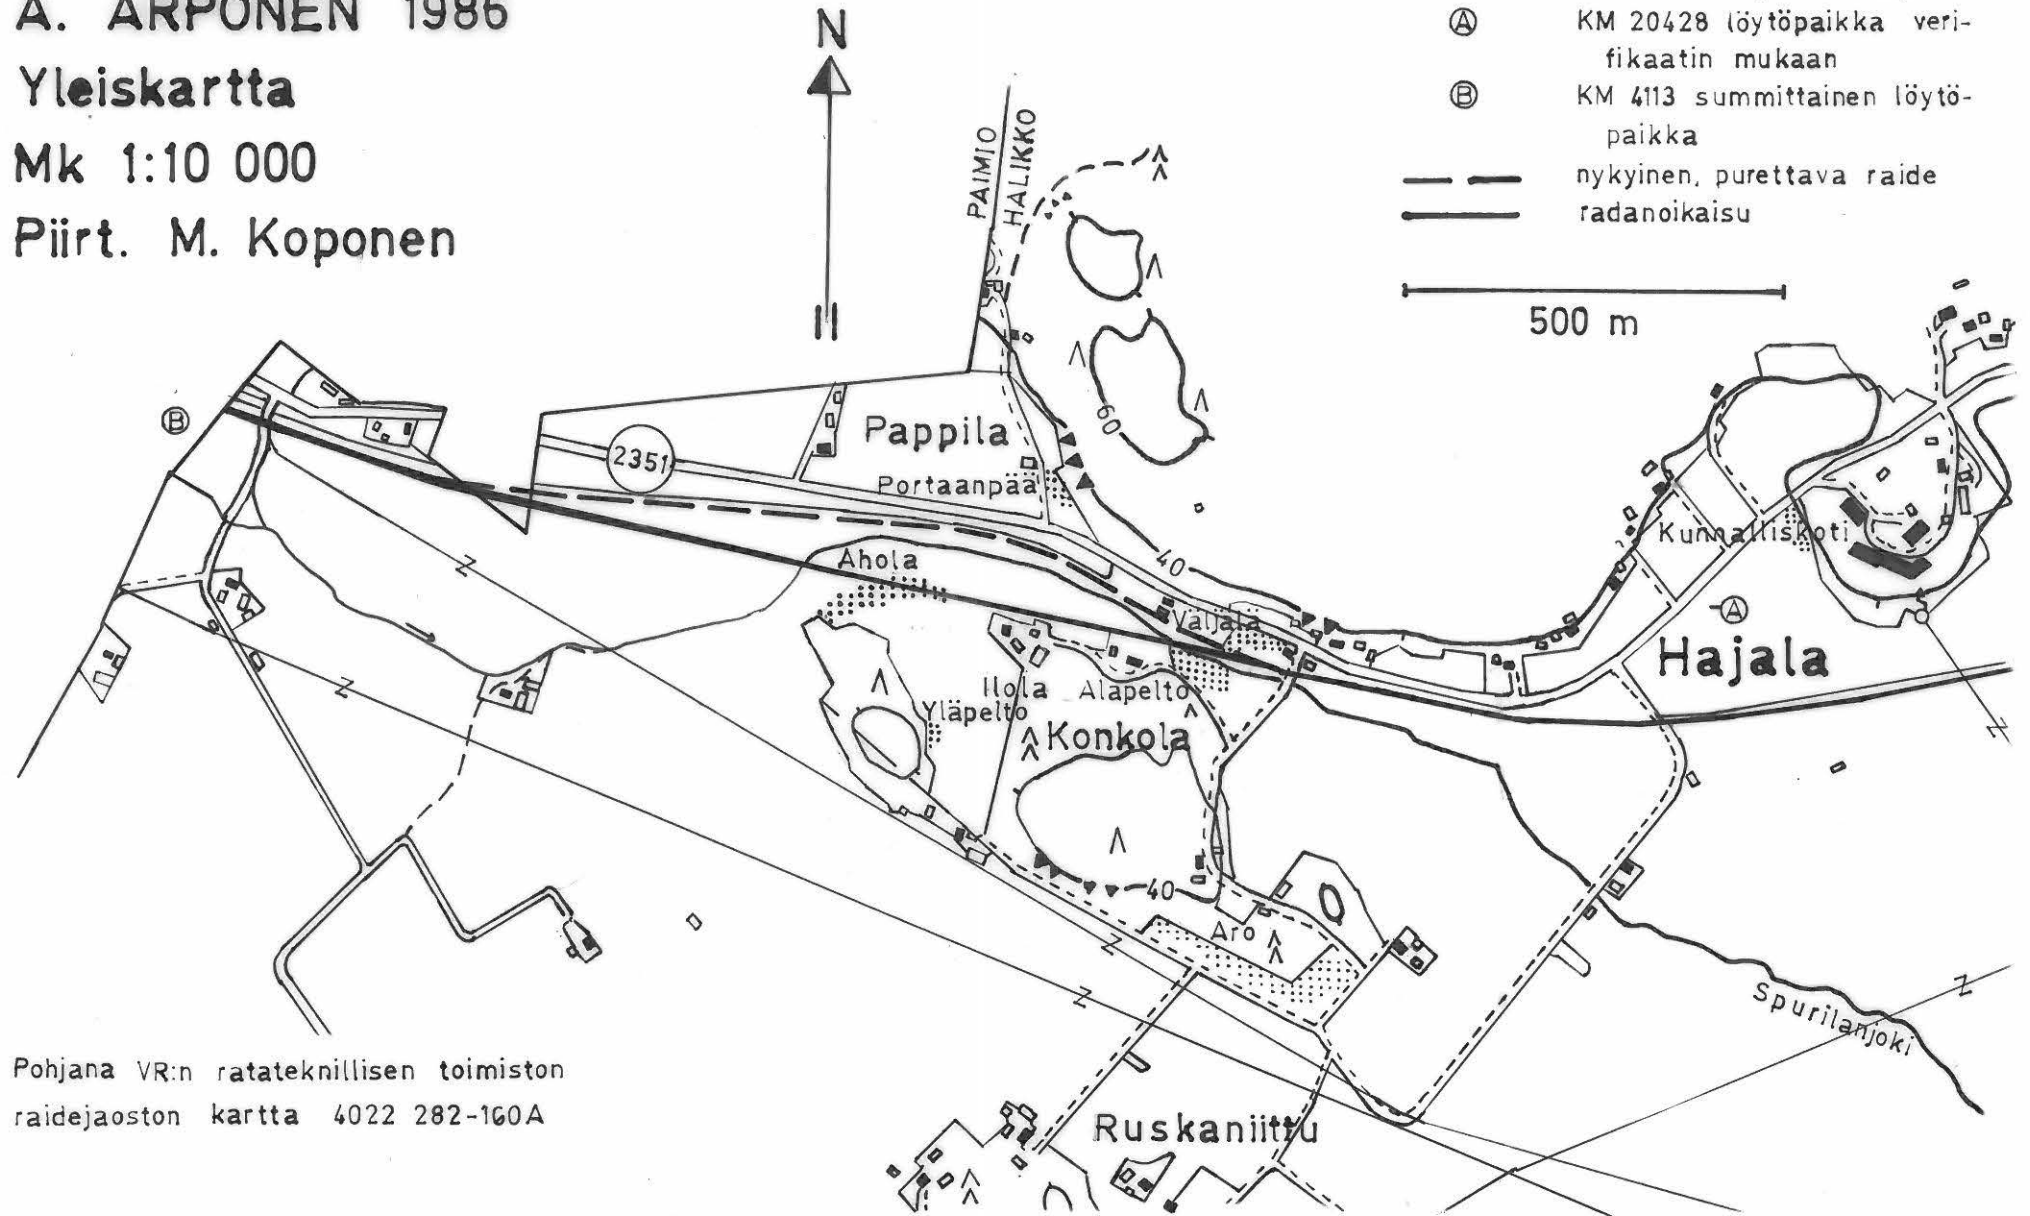 A. ARPONEN 1986
Yleiskartta
Mk 1:10 000
Piirt. M. Koponen
N
Ⓐ KM 20428 löytöpaikka veri-
fikaatin mukaan
Ⓑ KM 4113 summittainen löytö-
paikka
nykyinen, purettava raide
radanoikaisu
500 m
PAIMIO
HALIKKO
60
Ⓑ
2351
Pappila
Portaanpää
Ahola
40
Väljälä
Kunnalliskoti
Ⓐ
Hajala
Ilola
Alapelto
Yläpelto
Konkola
Z
Z
40
Aro
Z
Z
Z
Z
Spurilanjoki
Ruskaniittu
Pohjana VR:n ratateknillisen toimiston
raidejaoston kartta 4022 282-160A